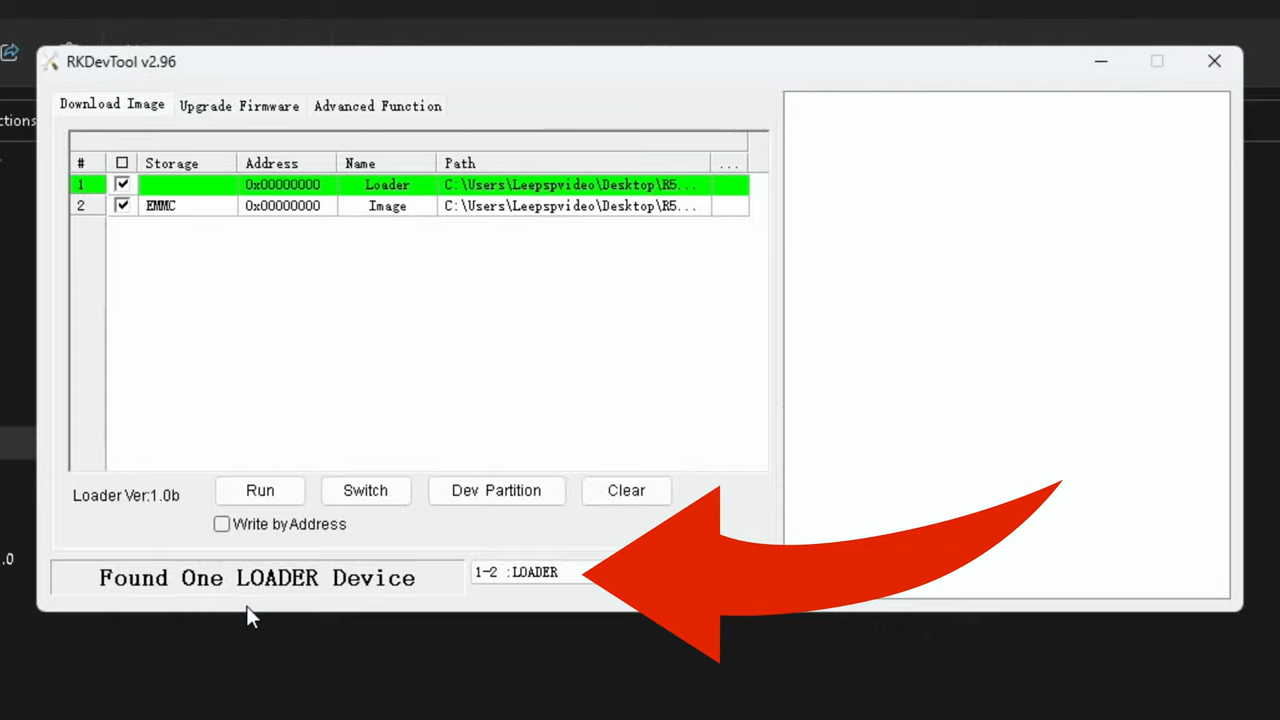 RKDevTool v2.96
Download Image Upgrade Firmware Advanced Function
ctions
# Storage Address Name Path ...
1 0x00000000 Loader C:\Users\Leepspvideo\Desktop\R5...
2 EMMC 0x00000000 Image C:\Users\Leepspvideo\Desktop\R5...
Loader Ver:1.0b Run Switch Dev Partition Clear
Write by Address
.0
Found One LOADER Device 1-2 :LOADER